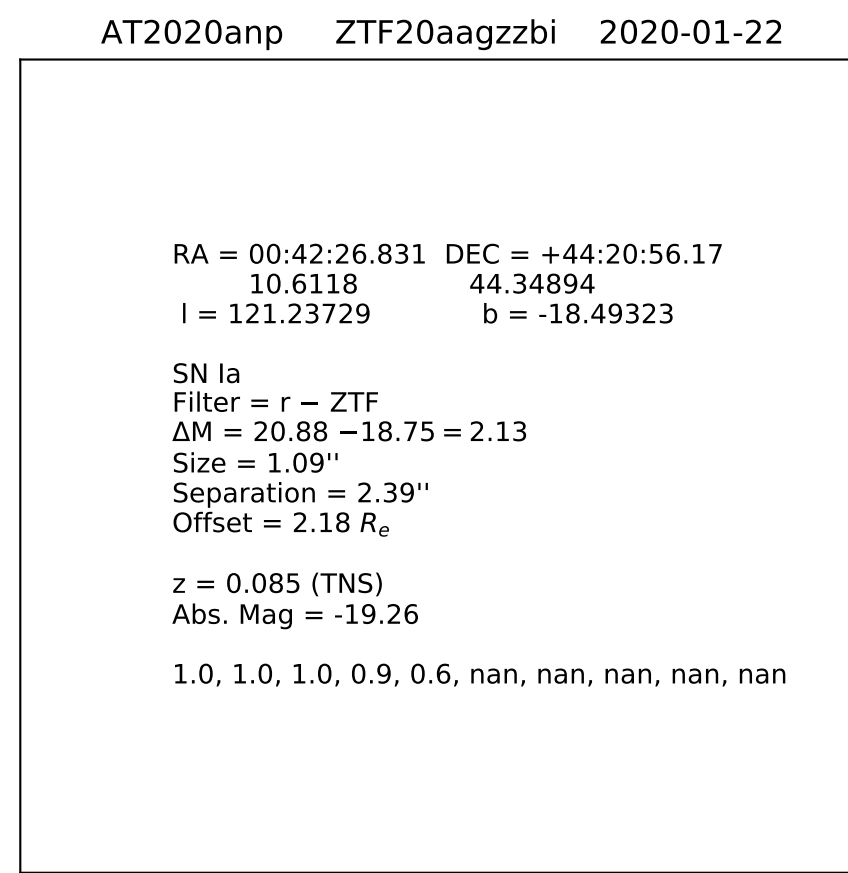 AT2020anp ZTF20aagzzbi 2020-01-22
RA = 00:42:26.831 DEC = +44:20:56.17
10.6118 44.34894
l = 121.23729 b = -18.49323
SN Ia
Filter = r − ZTF
ΔM = 20.88 −18.75 = 2.13
Size = 1.09''
Separation = 2.39''
Offset = 2.18 Rₑ
z = 0.085 (TNS)
Abs. Mag = -19.26
1.0, 1.0, 1.0, 0.9, 0.6, nan, nan, nan, nan, nan